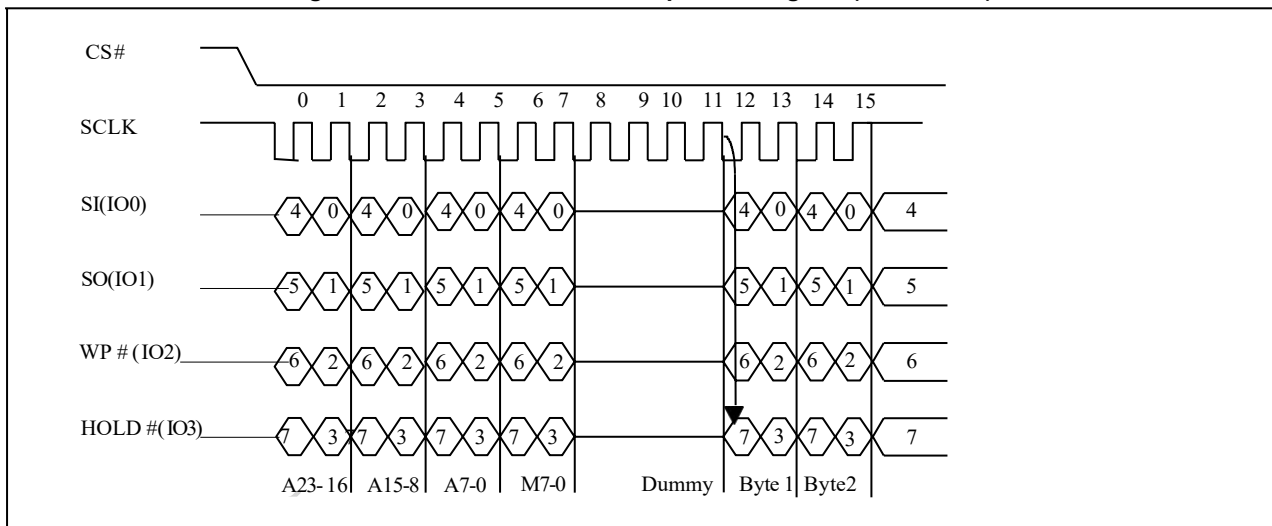 CS#
0 1 2 3 4 5 6 7 8 9 10 11 12 13 14 15
SCLK
SI(IO0) 4 0 4 0 4 0 4 0 4 0 4 0 4
SO(IO1) 5 1 5 1 5 1 5 1 5 1 5 1 5
WP #(IO2) 6 2 6 2 6 2 6 2 6 2 6 2 6
HOLD #(IO3) 7 3 7 3 7 3 7 3 7 3 7 3 7
A23-16 A15-8 A7-0 M7-0 Dummy Byte 1 Byte2